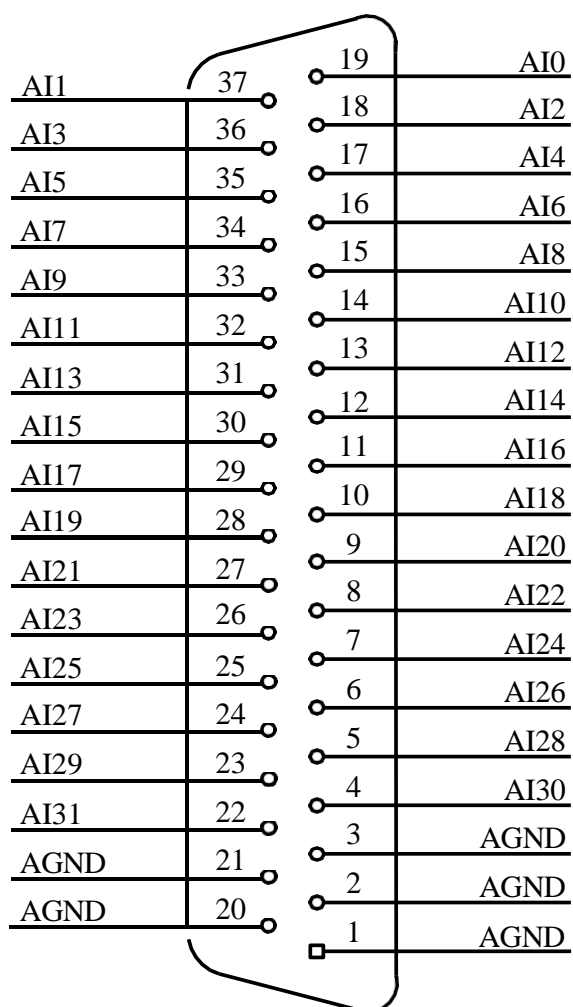 19 AI0
AI1 37
18 AI2
AI3 36
17 AI4
AI5 35
16 AI6
AI7 34
15 AI8
AI9 33
14 AI10
AI11 32
13 AI12
AI13 31
12 AI14
AI15 30
11 AI16
AI17 29
10 AI18
AI19 28
9 AI20
AI21 27
8 AI22
AI23 26
7 AI24
AI25 25
6 AI26
AI27 24
5 AI28
AI29 23
4 AI30
AI31 22
3 AGND
AGND 21
2 AGND
AGND 20
1 AGND